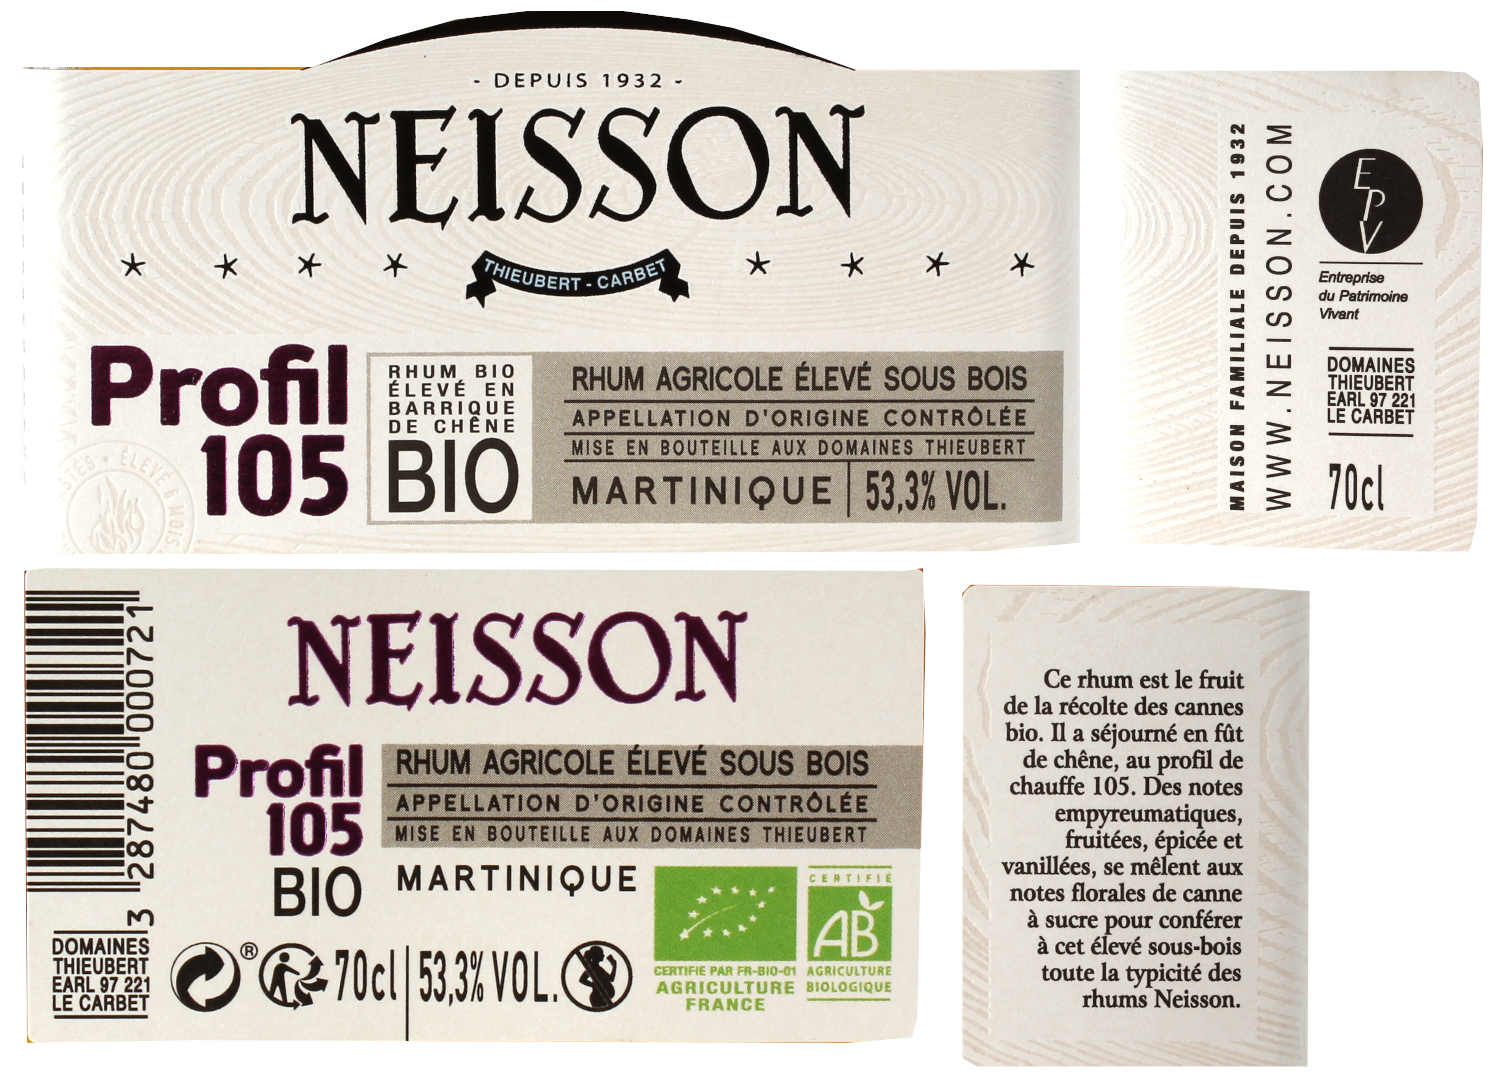 - DEPUIS 1932 -
NEISSON
THIEUBERT - CARBET
Profil
105
RHUM BIO
ÉLEVÉ EN
BARRIQUE
DE CHÊNE
BIO
RHUM AGRICOLE ÉLEVÉ SOUS BOIS
APPELLATION D'ORIGINE CONTRÔLÉE
MISE EN BOUTEILLE AUX DOMAINES THIEUBERT
MARTINIQUE 53,3% VOL.
ÉLEVÉ 6 MOIS
MAISON FAMILIALE DEPUIS 1932
WWW.NEISSON.COM
EPV
Entreprise
du Patrimoine
Vivant
DOMAINES
THIEUBERT
EARL 97 221
LE CARBET
70cl
3 287480 000721
NEISSON
Profil
105
BIO
RHUM AGRICOLE ÉLEVÉ SOUS BOIS
APPELLATION D'ORIGINE CONTRÔLÉE
MISE EN BOUTEILLE AUX DOMAINES THIEUBERT
MARTINIQUE
DOMAINES
THIEUBERT
EARL 97 221
LE CARBET
®
70cl 53,3% VOL.
CERTIFIÉ PAR FR-BIO-01
AGRICULTURE
FRANCE
CERTIFIÉ
AB
AGRICULTURE
BIOLOGIQUE
Ce rhum est le fruit
de la récolte des cannes
bio. Il a séjourné en fût
de chêne, au profil de
chauffe 105. Des notes
empyreumatiques,
fruitées, épicée et
vanillées, se mêlent aux
notes florales de canne
à sucre pour conférer
à cet élevé sous-bois
toute la typicité des
rhums Neisson.